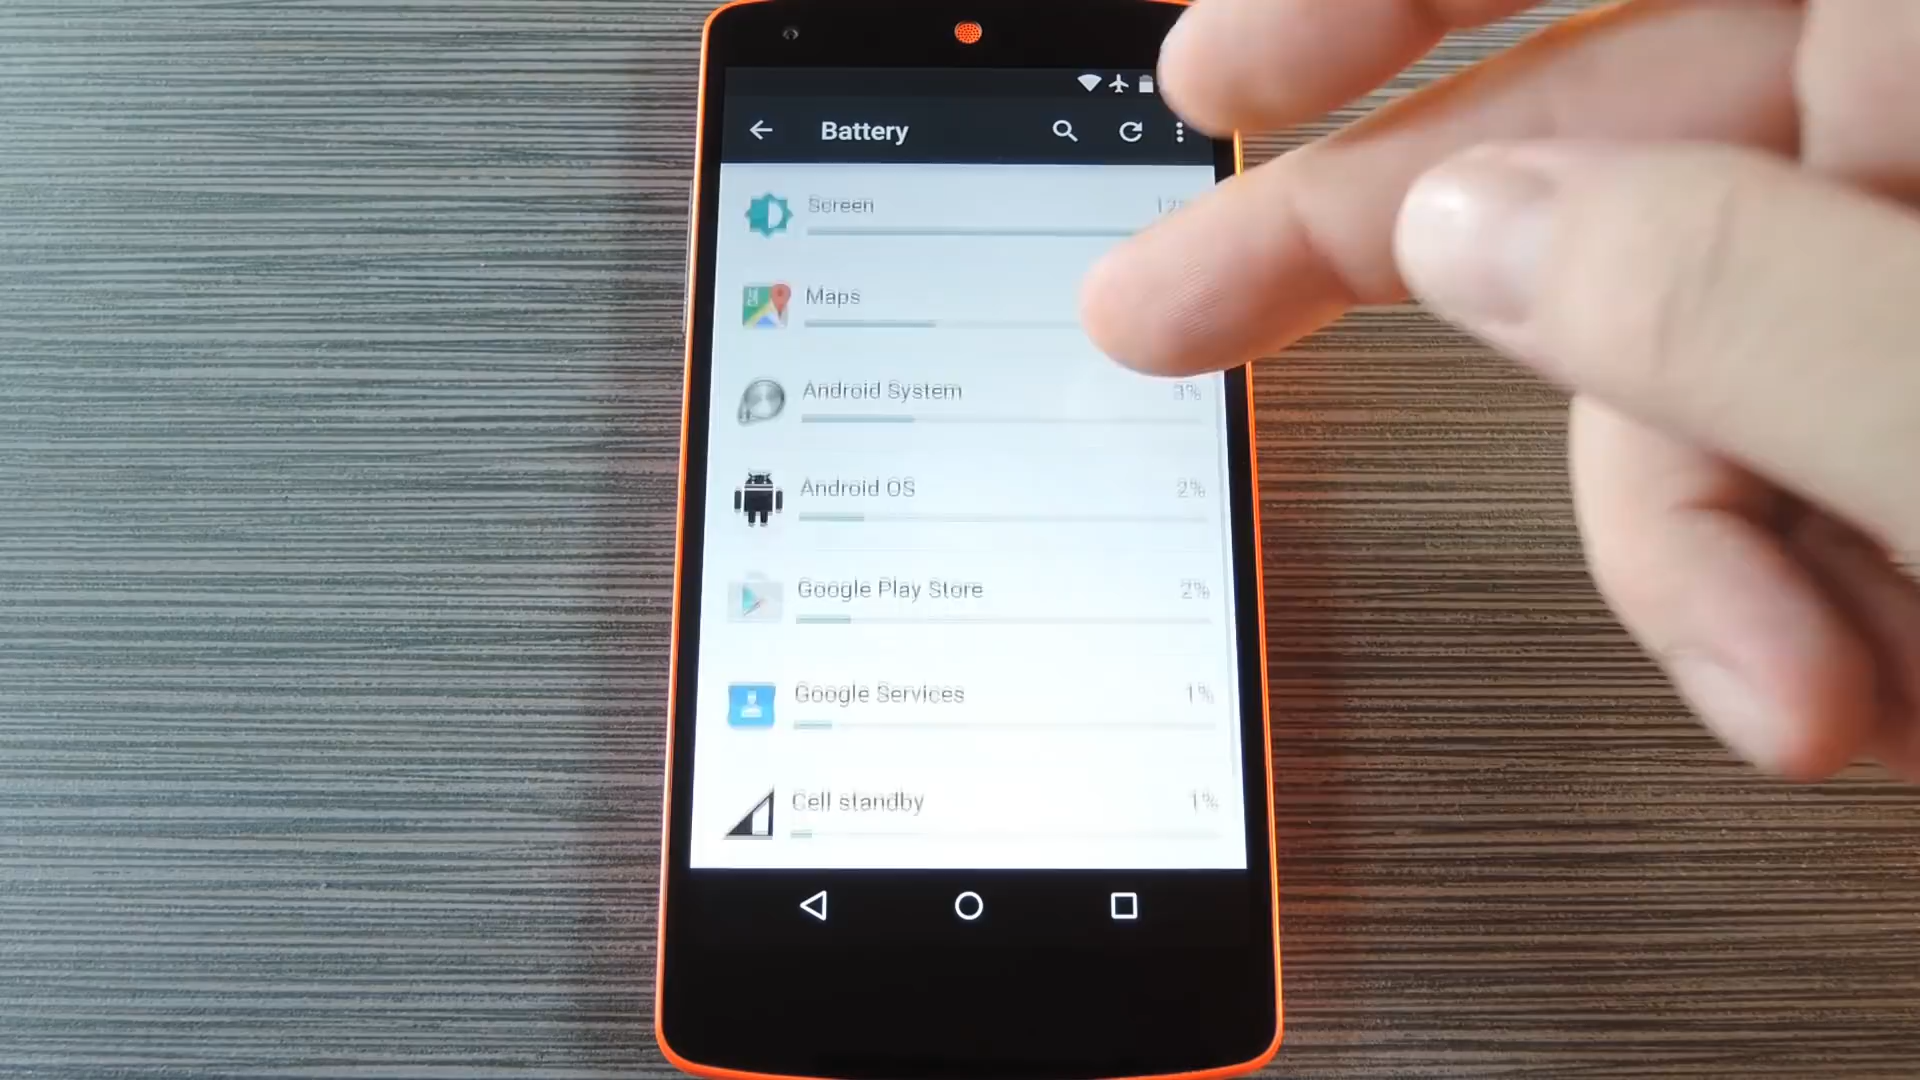 Battery
Screen
Maps
Android System 3%
Android OS 2%
Google Play Store 2%
Google Services 1%
Cell standby 1%